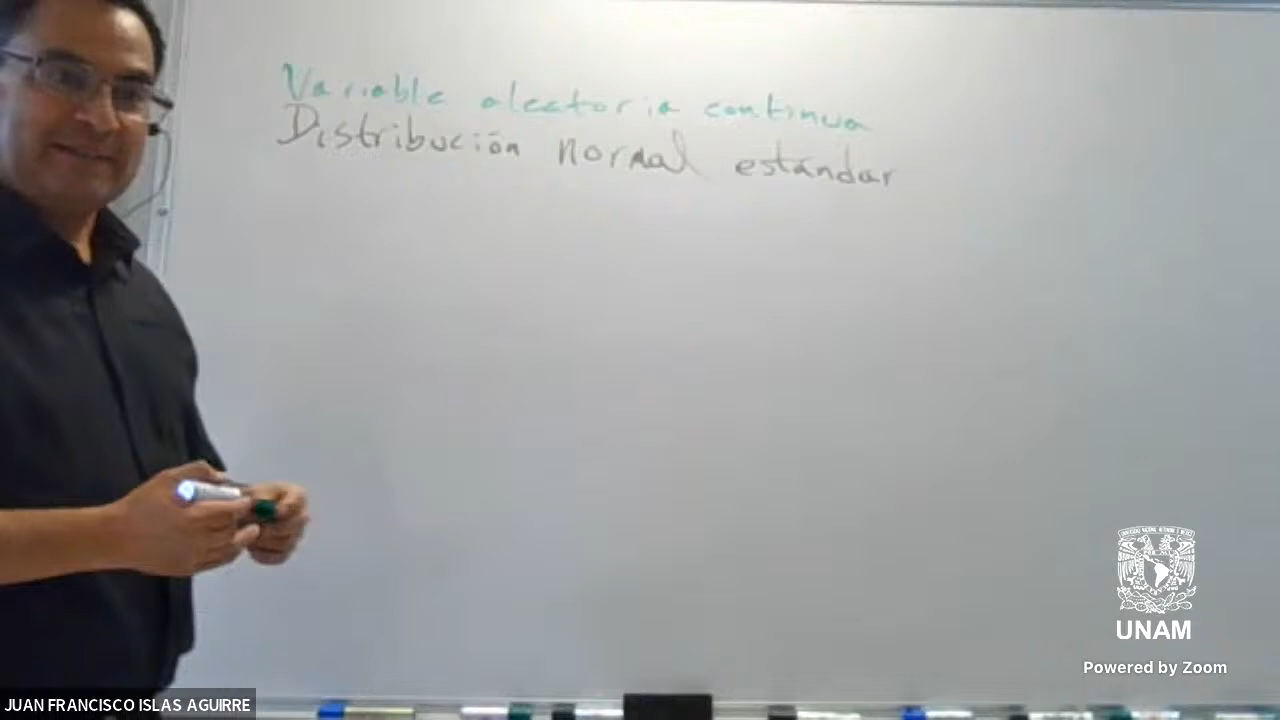 Variable aleatoria continua
Distribución normal estándar
UNAM
Powered by Zoom
JUAN FRANCISCO ISLAS AGUIRRE